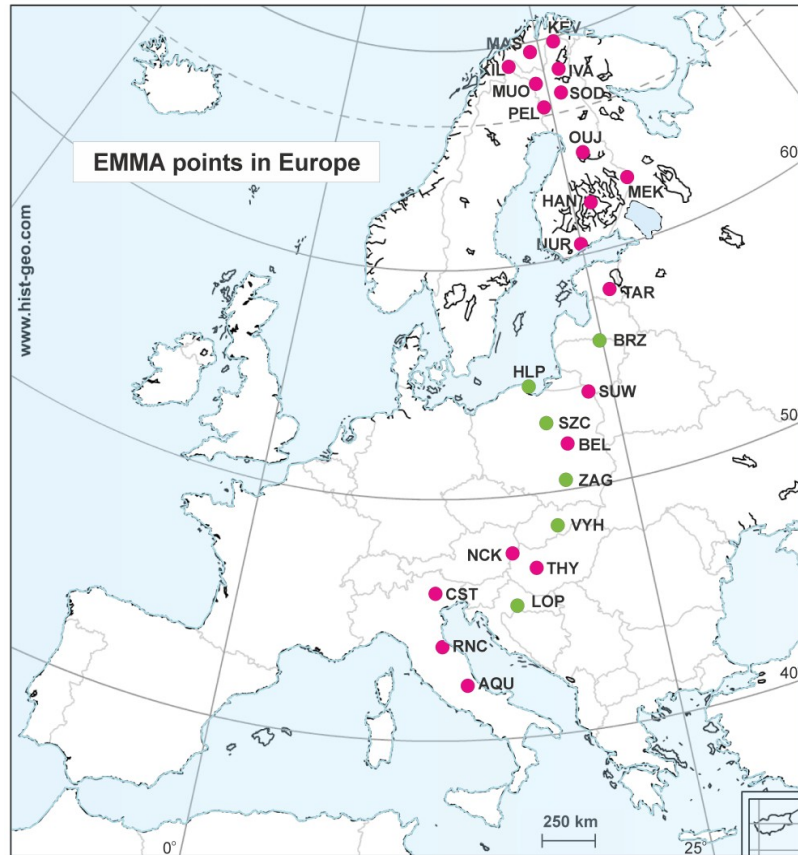 KEV
MAS
KIL
IVA
MUO
SOD
PEL
OUJ
60
EMMA points in Europe
MEK
HAN
NUR
www.hist-geo.com
TAR
BRZ
HLP
SUW
50
SZC
BEL
ZAG
VYH
NCK
THY
CST
LOP
RNC
40
AQU
250 km
0°
25°